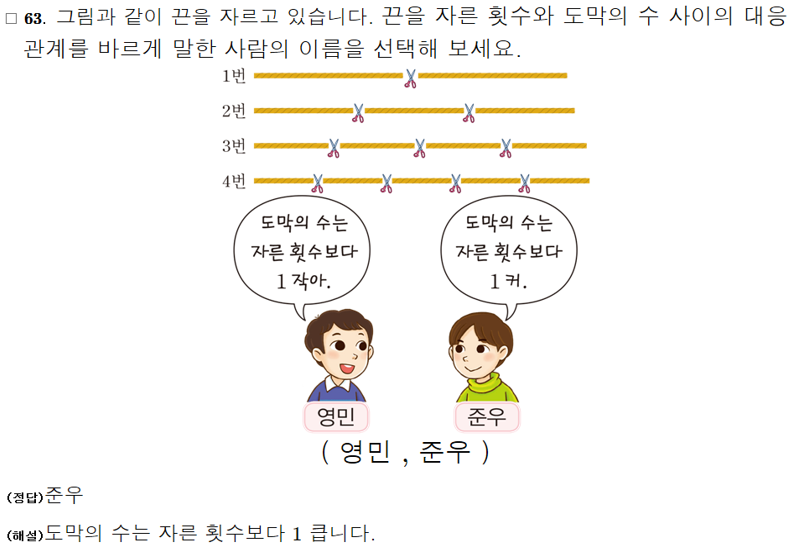 □ 63. 그림과 같이 끈을 자르고 있습니다. 끈을 자른 횟수와 도막의 수 사이의 대응
관계를 바르게 말한 사람의 이름을 선택해 보세요.
1번
2번
3번
4번
도막의 수는
자른 횟수보다
1 작아.
도막의 수는
자른 횟수보다
1 커.
영민
준우
( 영민 , 준우 )
(정답)준우
(해설)도막의 수는 자른 횟수보다 1 큽니다.